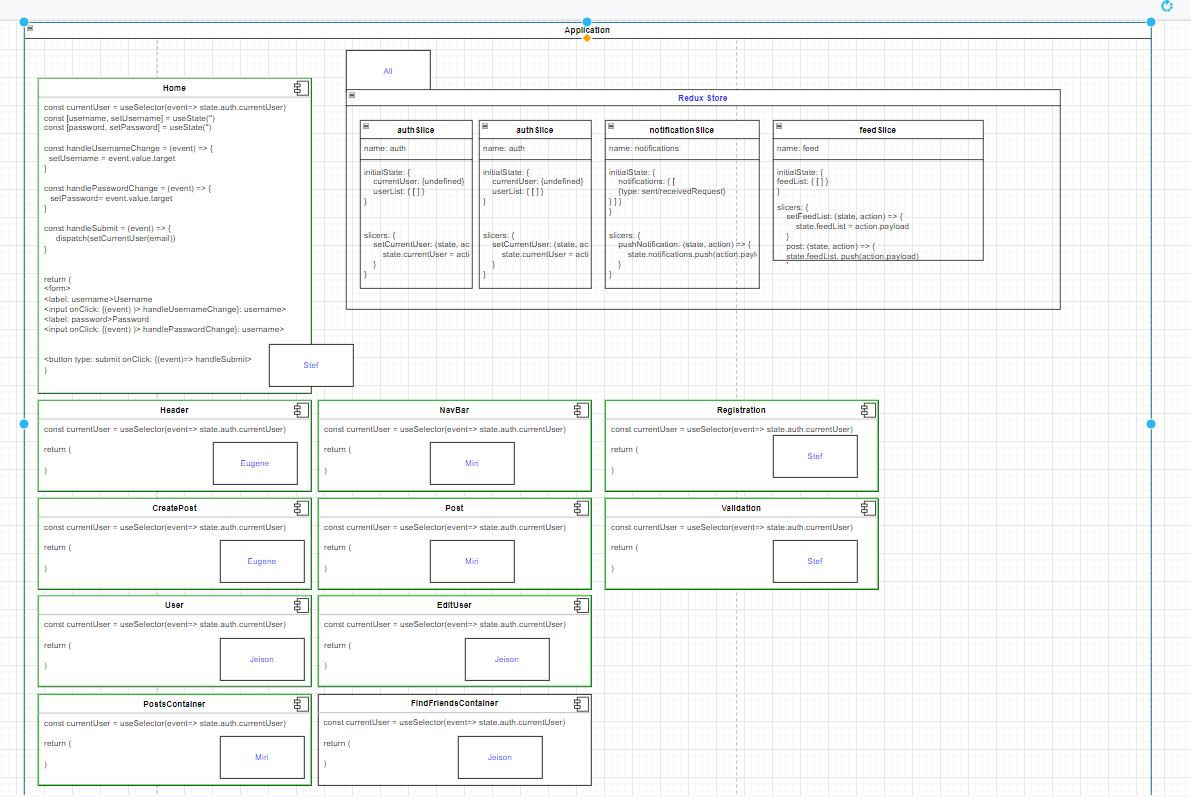 Application
All
Home
const currentUser = useSelector(event=> state.auth.currentUser)
const [username, setUsername] = useState('')
const [password, setPassword] = useState('')
const handleUsernameChange = (event) => {
setUsername = event.value.target
}
const handlePasswordChange = (event) => {
setPassword= event.value.target
}
const handleSubmit = (event) => {
dispatch(setCurrentUser(email))
}
return (
<form>
<label: username>Username
<input onClick: {(event) )> handleUsernameChange}: username>
<label: password>Password
<input onClick: {(event) )> handlePasswordChange}: username>
<button type: submit onClick: {(event)=> handleSubmit>
)
Stef
Redux Store
authSlice
name: auth
initialState: {
currentUser: {undefined}
userList: { [ ] }
}
slicers: {
setCurrentUser: (state, ac
state.currentUser = acti
}
}
authSlice
name: auth
initialState: {
currentUser: {undefined}
userList: { [ ] }
}
slicers: {
setCurrentUser: (state, ac
state.currentUser = acti
}
}
notificationSlice
name: notifications
initialState: {
notifications: { [
{type: sent/receivedRequest}
} ] }
}
slicers: {
pushNotification: (state, action) => {
state.notifications.push(action.payl
}
}
feedSlice
name: feed
initialState: {
feedList: { [ ] }
}
slicers: {
setFeedList: (state, action) => {
state.feedList = action.payload
}
post: (state, action) => {
state.feedList. push(action.payload)
Header
const currentUser = useSelector(event=> state.auth.currentUser)
return (
)
Eugene
NavBar
const currentUser = useSelector(event=> state.auth.currentUser)
return (
)
Miri
Registration
const currentUser = useSelector(event=> state.auth.currentUser)
return (
)
Stef
CreatePost
const currentUser = useSelector(event=> state.auth.currentUser)
return (
)
Eugene
Post
const currentUser = useSelector(event=> state.auth.currentUser)
return (
)
Miri
Validation
const currentUser = useSelector(event=> state.auth.currentUser)
return (
)
Stef
User
const currentUser = useSelector(event=> state.auth.currentUser)
return (
)
Jeison
EditUser
const currentUser = useSelector(event=> state.auth.currentUser)
return (
)
Jeison
PostsContainer
const currentUser = useSelector(event=> state.auth.currentUser)
return (
)
Miri
FindFriendsContainer
const currentUser = useSelector(event=> state.auth.currentUser)
return (
)
Jeison